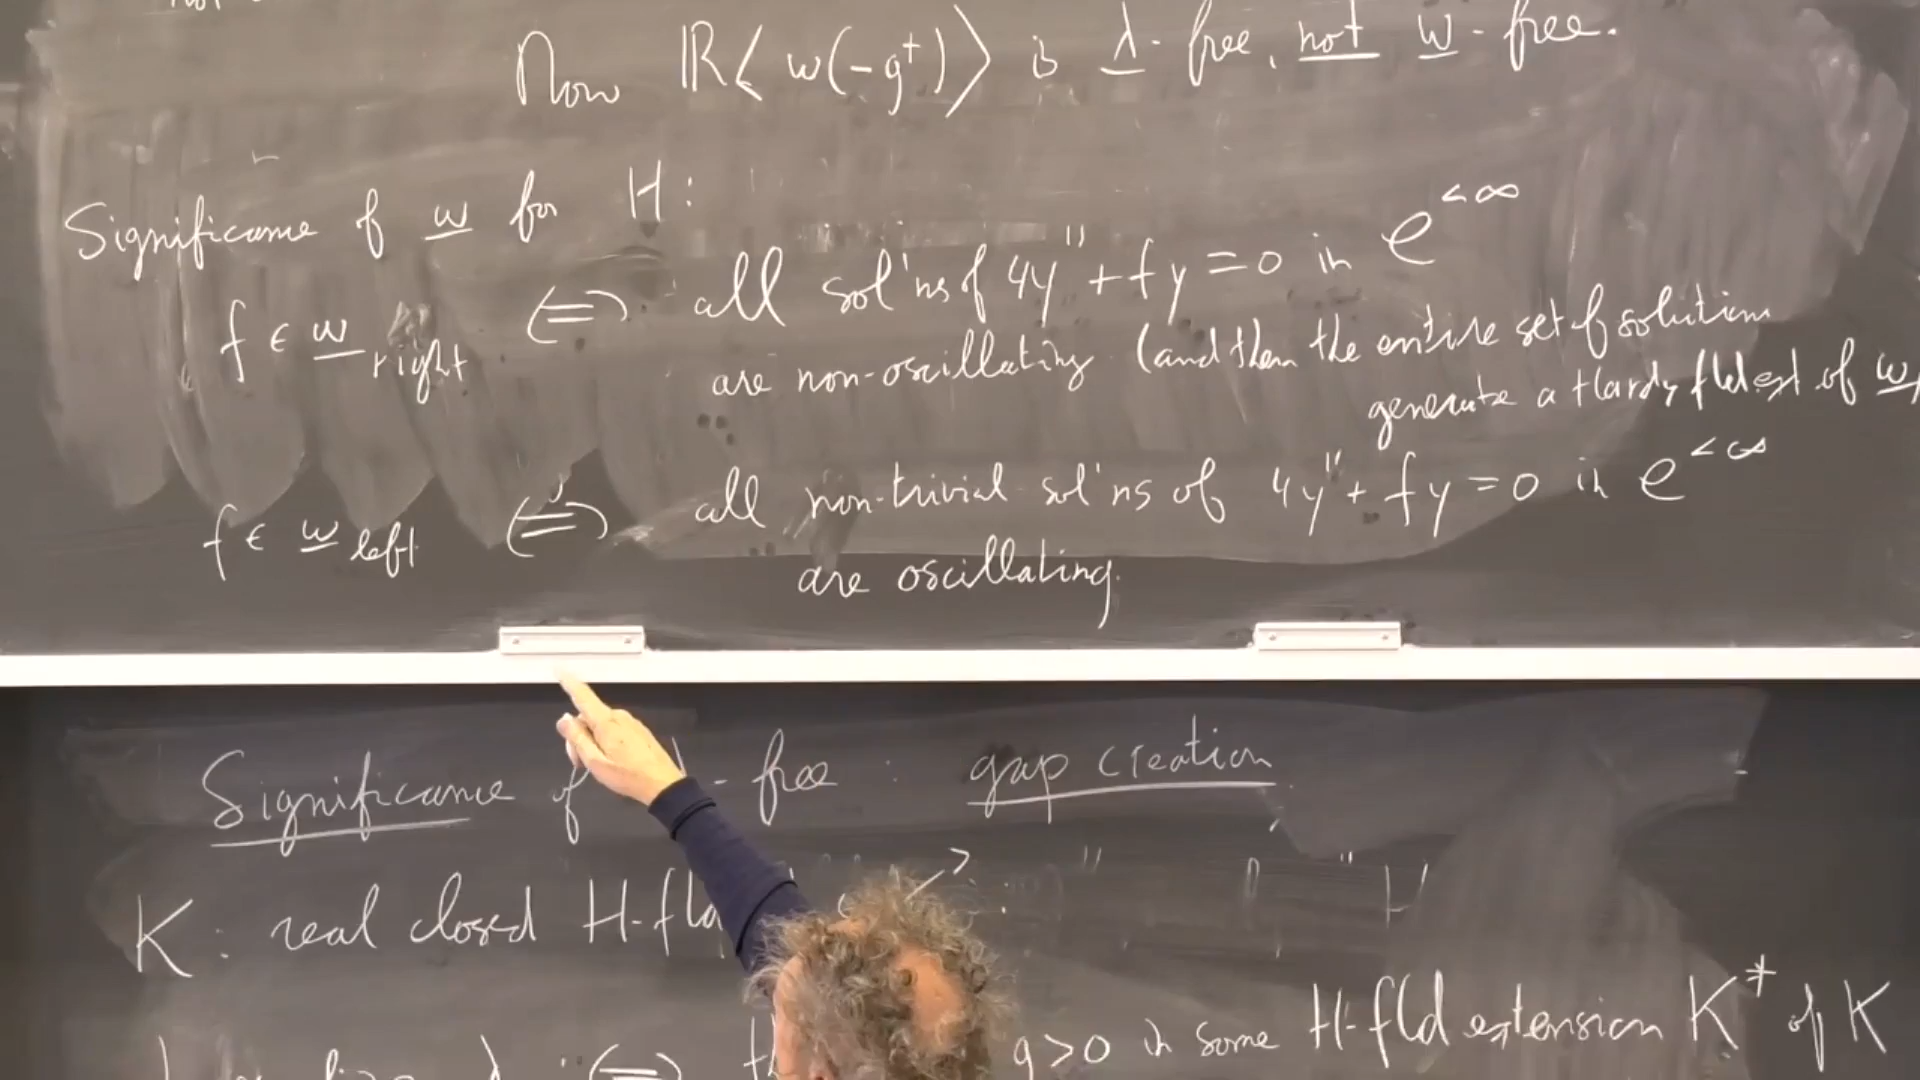 Now ℝ⟨ω(-g†)⟩ is λ-free, not ω-free.
Significance of ω for H:
f ∈ ω right ⟺ all sol'ns of 4y'' + fy = 0 in C^{<∞}
are non-oscillating (and then the entire set of solutions
generate a Hardy fld ext of
f ∈ ω left ⟺ all non-trivial sol'ns of 4y'' + fy = 0 in C^{<∞}
are oscillating.
Significance of -free : gap creation
K : real closed H-fld
g>0 in some H-fld extension K* of K